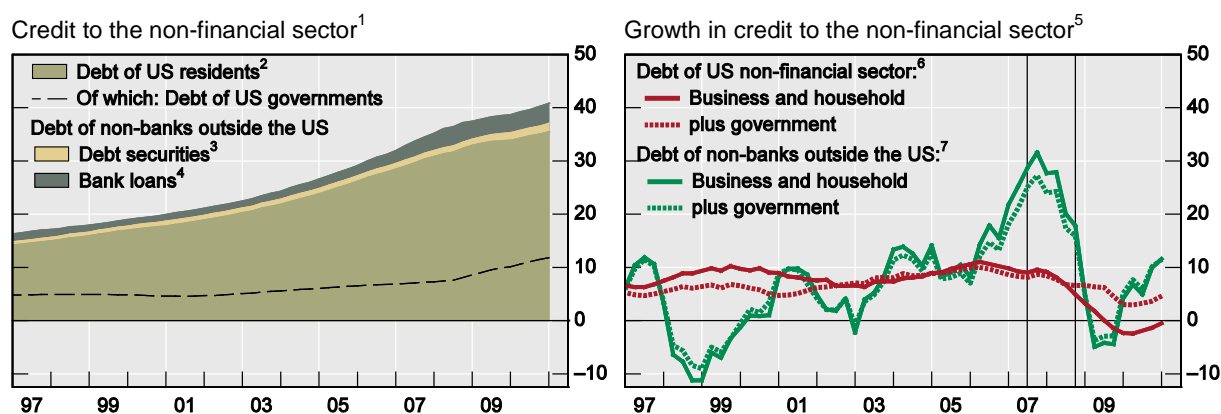 Credit to the non-financial sector1
Debt of US residents2
Of which: Debt of US governments
Debt of non-banks outside the US
Debt securities3
Bank loans4
50
40
30
20
10
0
–10
97 99 01 03 05 07 09
Growth in credit to the non-financial sector5
Debt of US non-financial sector:6
Business and household
plus government
Debt of non-banks outside the US:7
Business and household
plus government
50
40
30
20
10
0
–10
97 99 01 03 05 07 09